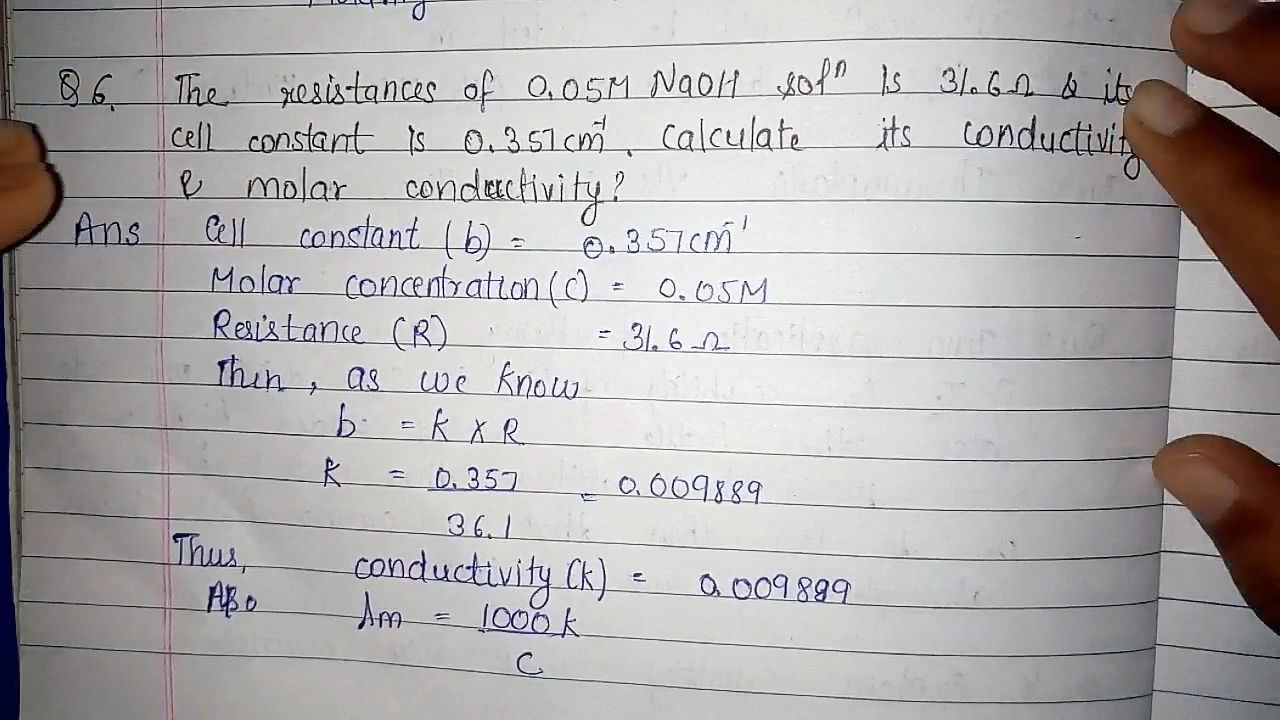 Q 6. The resistances of 0.05M NaOH solⁿ is 31.6Ω & its
cell constant is 0.357cm⁻¹. Calculate its conductivity
& molar conductivity?
Ans Cell constant (b) = 0.357cm⁻¹
Molar concentration (C) = 0.05M
Resistance (R) = 31.6 Ω
Then, as we know
b = K X R
K = 0.357 = 0.009889
36.1
Thus, conductivity (K) = 0.009889
Also Λm = 1000 k
C